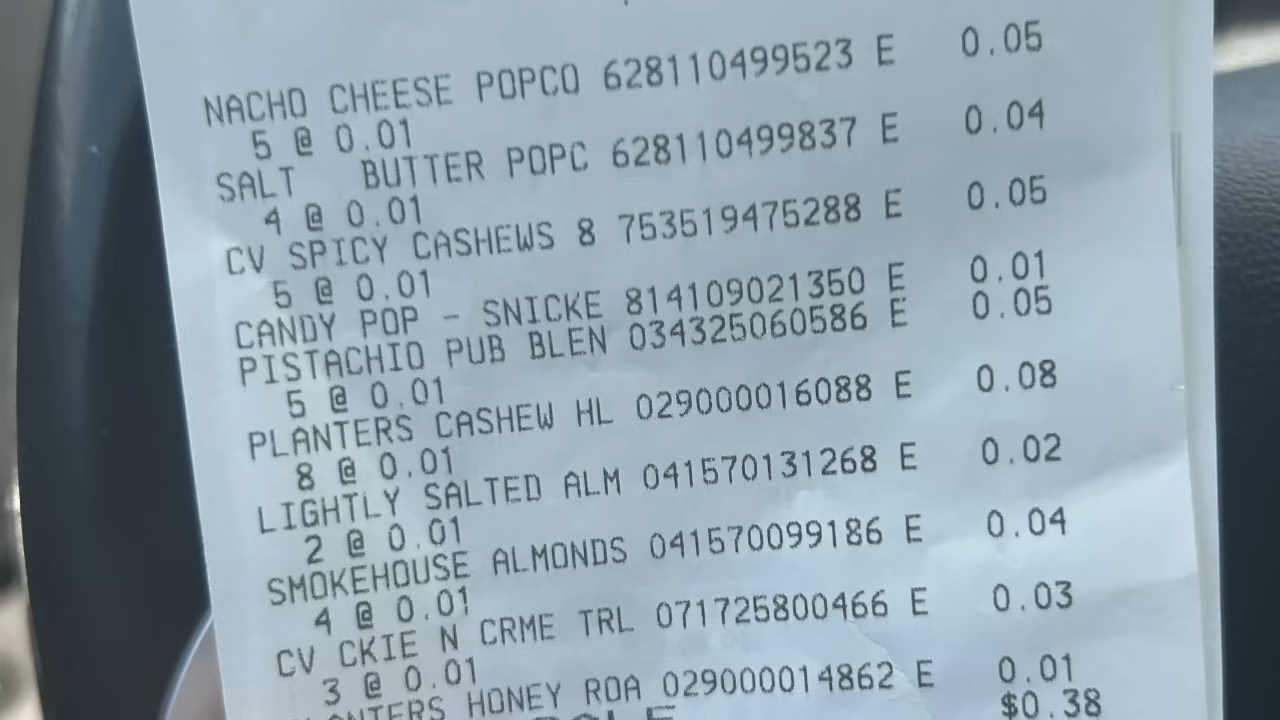 NACHO CHEESE POPCO 628110499523 E 0.05
5 @ 0.01
SALT BUTTER POPC 628110499837 E 0.04
4 @ 0.01
CV SPICY CASHEWS 8 753519475288 E 0.05
5 @ 0.01
CANDY POP - SNICKE 814109021350 E 0.01
PISTACHIO PUB BLEN 034325060586 E 0.05
5 @ 0.01
PLANTERS CASHEW HL 029000016088 E 0.08
8 @ 0.01
LIGHTLY SALTED ALM 041570131268 E 0.02
2 @ 0.01
SMOKEHOUSE ALMONDS 041570099186 E 0.04
4 @ 0.01
CV CKIE N CRME TRL 071725800466 E 0.03
3 @ 0.01
PLANTERS HONEY ROA 029000014862 E 0.01
$0.38